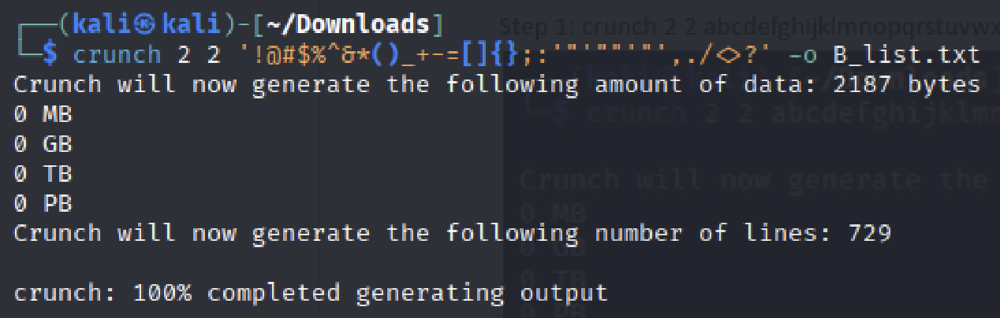 ┌──(kali㉿kali)-[~/Downloads]
└─$ crunch 2 2 '!@#$%^&*()_+-=[]{};:'"'""'"',./<>?' -o B_list.txt
Crunch will now generate the following amount of data: 2187 bytes
0 MB
0 GB
0 TB
0 PB
Crunch will now generate the following number of lines: 729
crunch: 100% completed generating output
Step 1: crunch 2 2 abcdefghijklmnopqrstuvwx
crunch 2 2 abcdefghijklmn
Crunch will now generate the
0 MB
0 GB
0 TB
0 PB